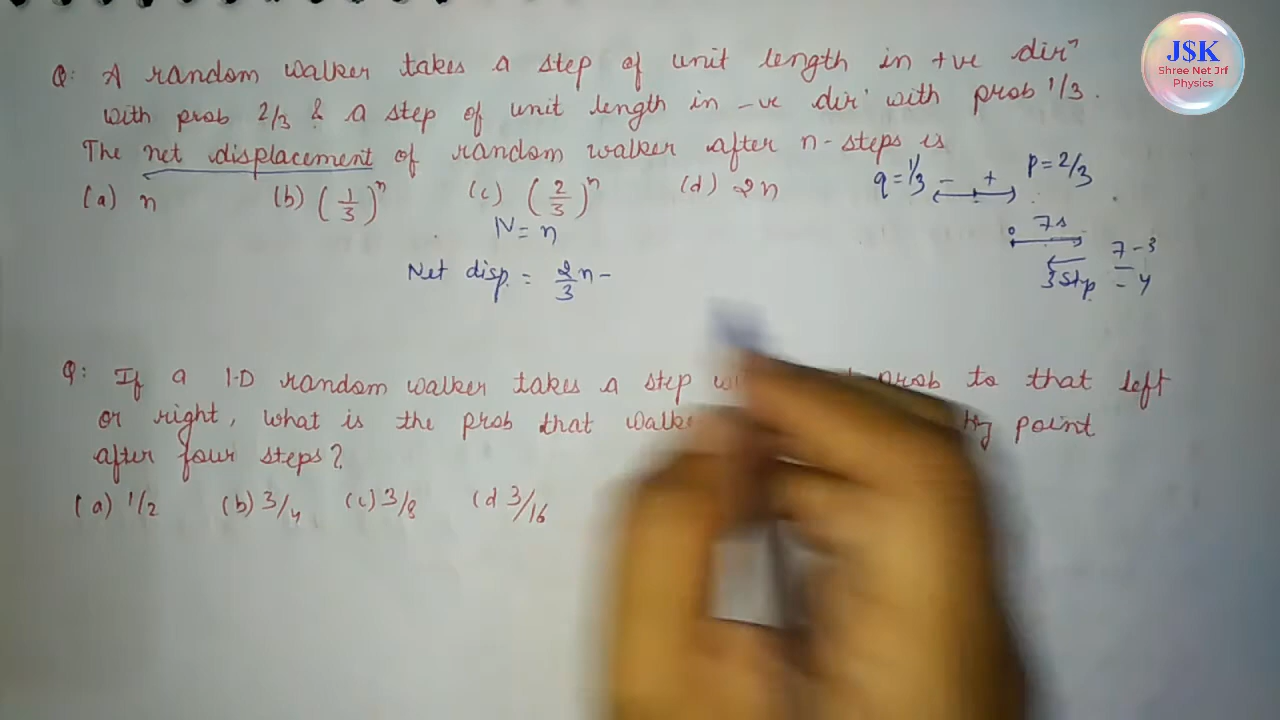 J$K
Shree Net Jrf
Physics
Q: A random walker takes a step of unit length in +ve dirⁿ
with prob 2/3 & a step of unit length in -ve dirⁿ with prob 1/3.
The net displacement of random walker after n-steps is
(a) n (b) (1/3)ⁿ (c) (2/3)ⁿ (d) 2n
q = 1/3 - + p = 2/3
N = n
0 7s
Net disp. = 2/3 n -
3 Stp 7 - 3
= 4
Q: If a 1-D random walker takes a step prob to that left
or right, what is the prob that point
after four steps?
(a) 1/2 (b) 3/4 (c) 3/8 (d 3/16